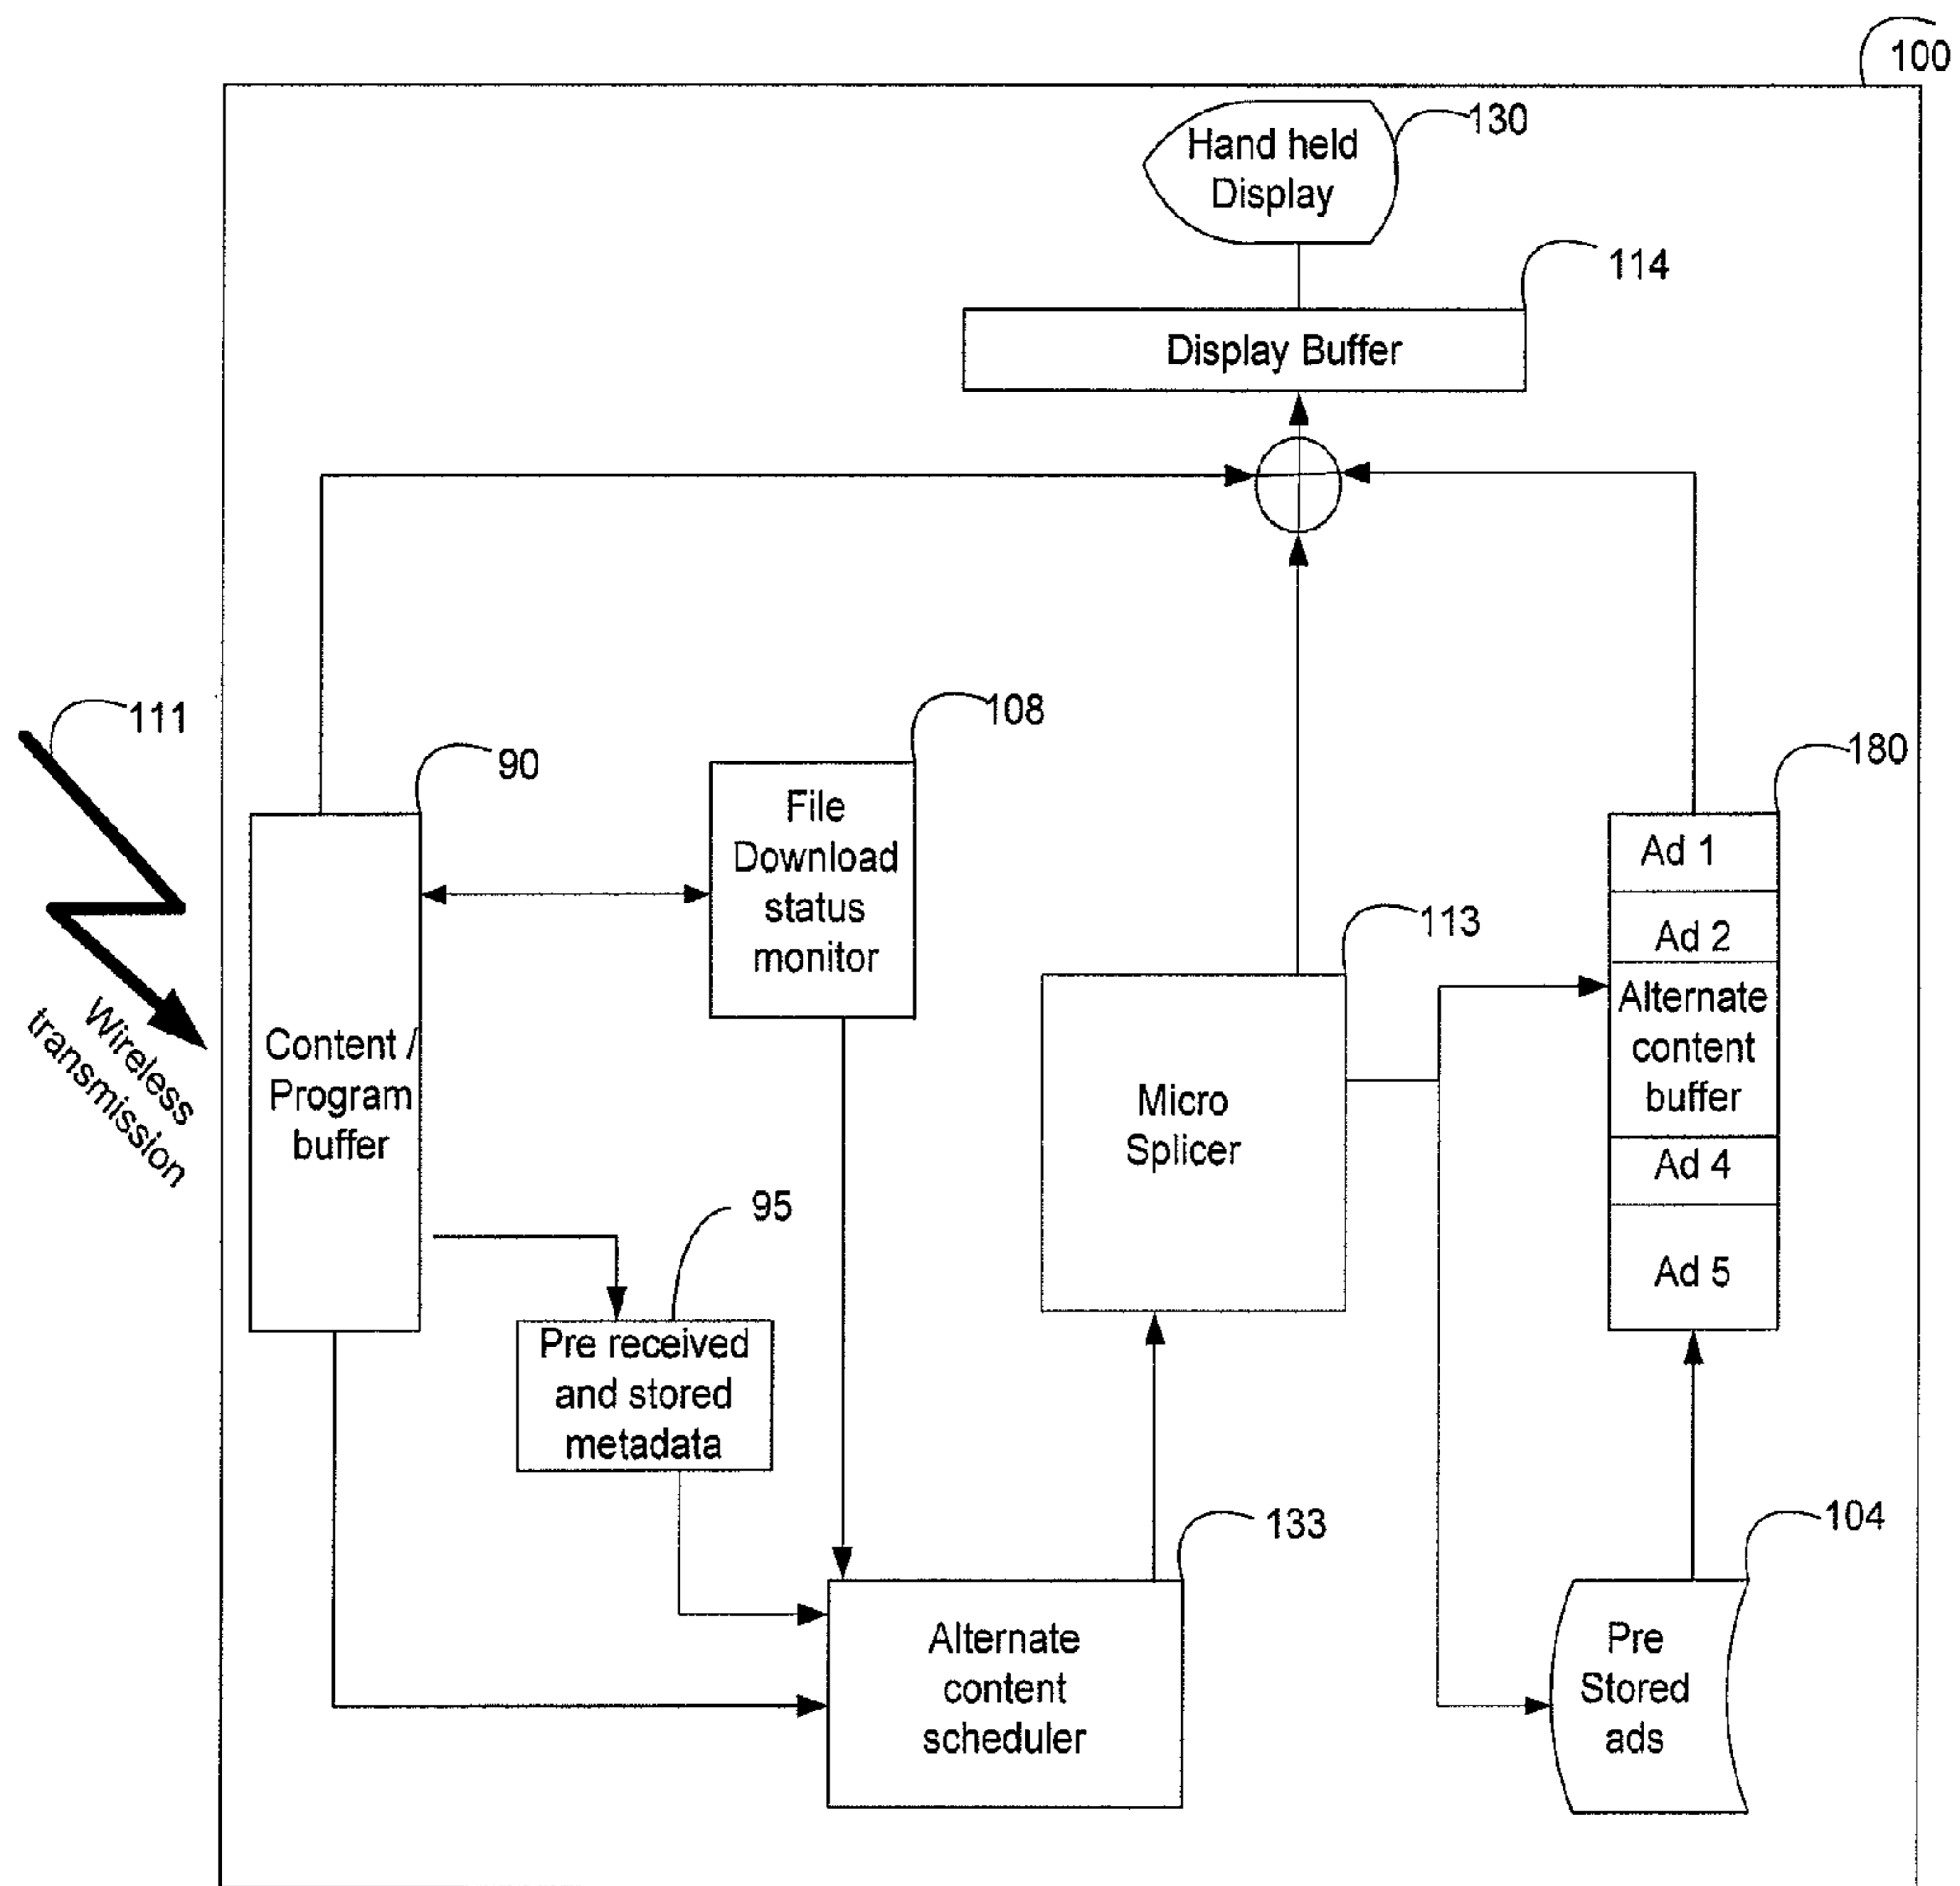 100
Hand held
Display
130
114
Display Buffer
111
Wireless
transmission
90
108
File
Download
status
monitor
180
Ad 1
Ad 2
Alternate
content
buffer
Ad 4
Ad 5
113
Micro
Splicer
Content /
Program
buffer
95
Pre received
and stored
metadata
133
Alternate
content
scheduler
104
Pre
Stored
ads